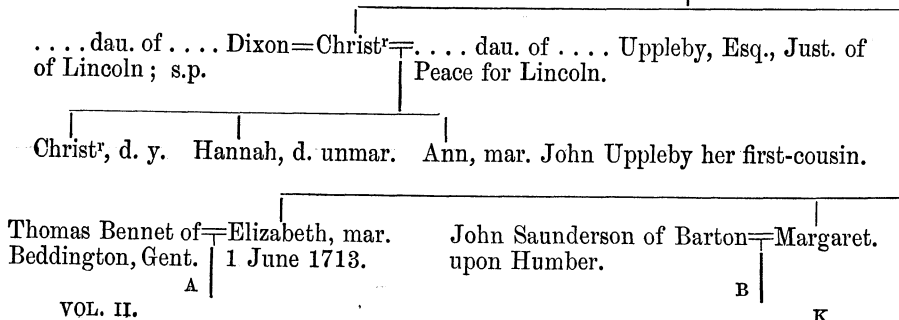 . . . . dau. of . . . . Dixon=Christʳ=. . . . dau. of . . . . Uppleby, Esq., Just. of
of Lincoln; s.p. Peace for Lincoln.
Christʳ, d. y. Hannah, d. unmar. Ann, mar. John Uppleby her first-cousin.
Thomas Bennet of=Elizabeth, mar. John Saunderson of Barton=Margaret.
Beddington, Gent. 1 June 1713. upon Humber.
A B
VOL. II. K